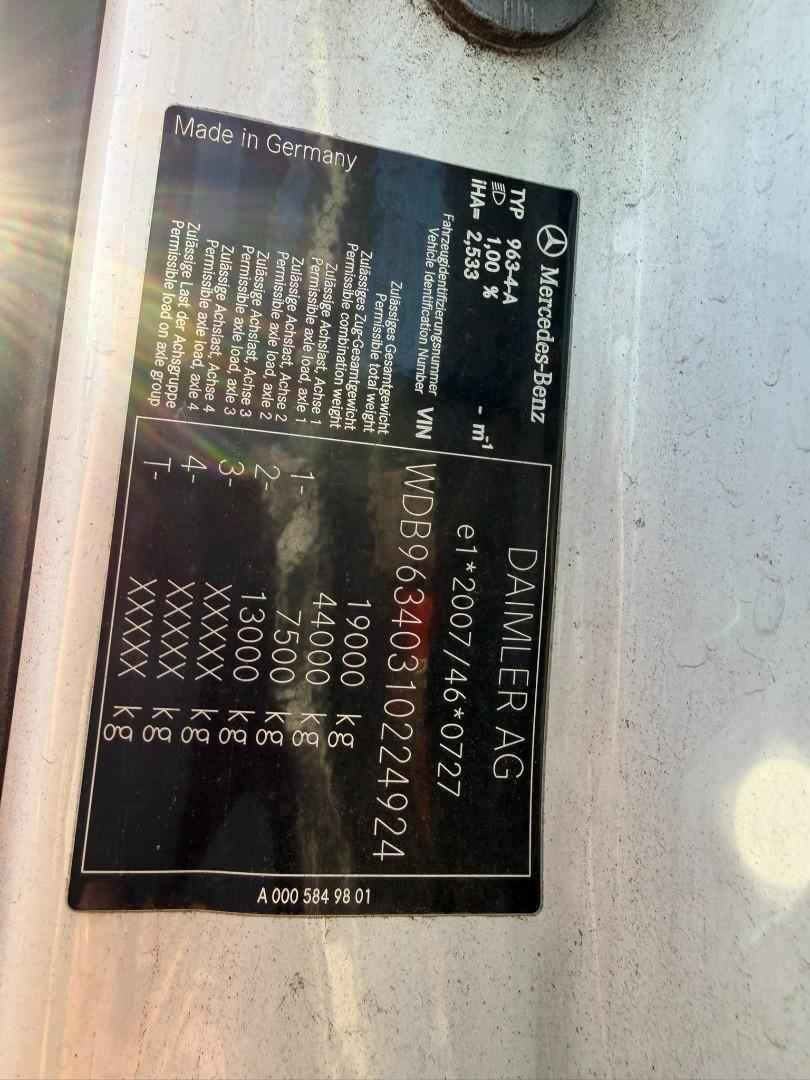 Mercedes-Benz
TYP 963-4-A
1,00 %
iHA= 2,533
- m-1
DAIMLER AG
e1*2007/46*0727
Fahrzeugidentifizierungsnummer
Vehicle Identification Number
VIN
WDB96340310224924
Zulässiges Gesamtgewicht
Permissible total weight
19000 kg
Zulässiges Zug-Gesamtgewicht
Permissible combination weight
44000 kg
Zulässige Achslast, Achse 1
Permissible axle load, axle 1
1- 7500 kg
Zulässige Achslast, Achse 2
Permissible axle load, axle 2
2- 13000 kg
Zulässige Achslast, Achse 3
Permissible axle load, axle 3
3- XXXXX kg
Zulässige Achslast, Achse 4
Permissible axle load, axle 4
4- XXXXX kg
Zulässige Last der Achsgruppe
Permissible load on axle group
T- XXXXX kg
Made in Germany
A 000 584 98 01